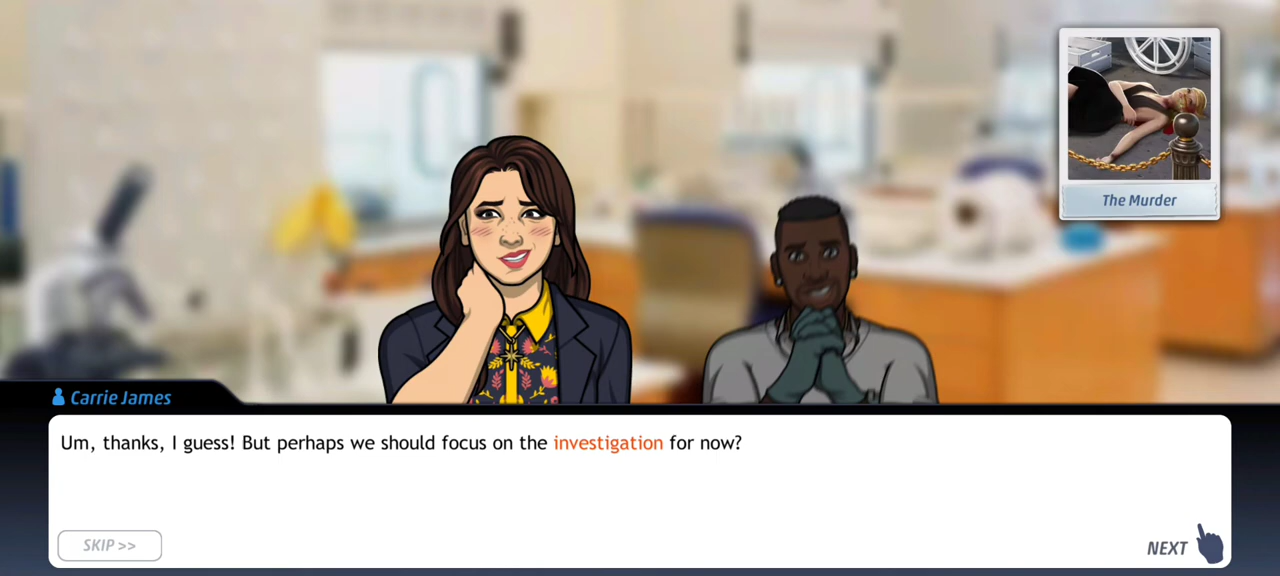 The Murder
Carrie James
Um, thanks, I guess! But perhaps we should focus on the investigation for now?
SKIP >>
NEXT